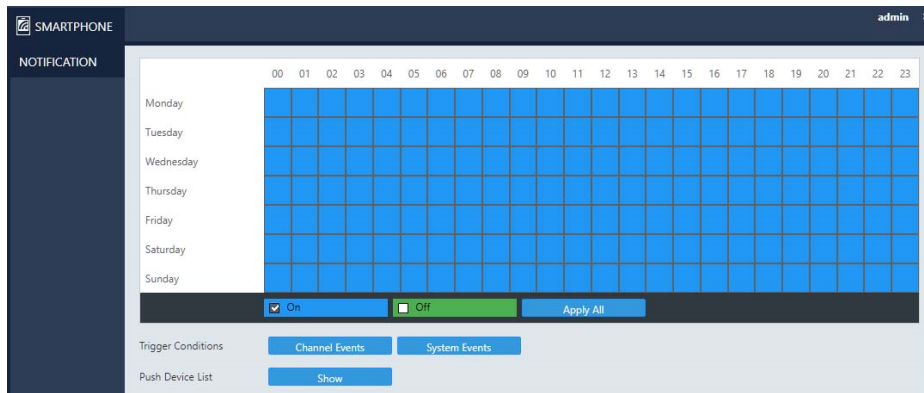 SMARTPHONE
admin
NOTIFICATION
00 01 02 03 04 05 06 07 08 09 10 11 12 13 14 15 16 17 18 19 20 21 22 23
Monday
Tuesday
Wednesday
Thursday
Friday
Saturday
Sunday
On Off Apply All
Trigger Conditions Channel Events System Events
Push Device List Show